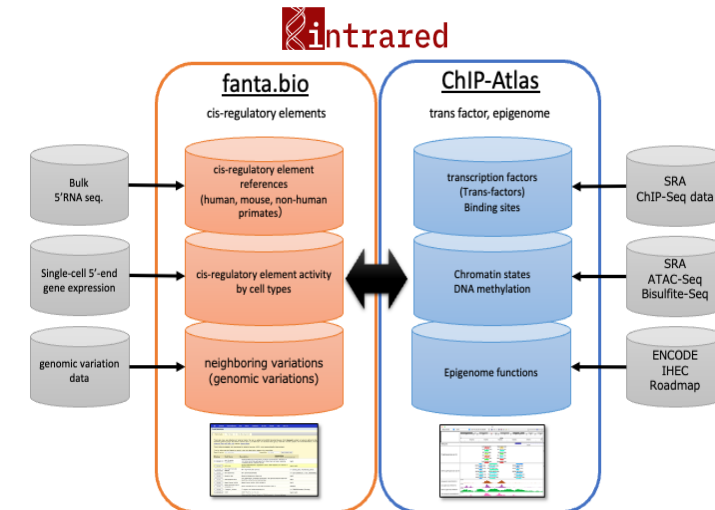 intrared
fanta.bio
cis-regulatory elements
ChIP-Atlas
trans factor, epigenome
Bulk
5’RNA seq.
cis-regulatory element
references
(human, mouse, non-human
primates)
transcription factors
(Trans-factors)
Binding sites
SRA
ChIP-Seq data
Single-cell 5’-end
gene expression
cis-regulatory element activity
by cell types
Chromatin states
DNA methylation
SRA
ATAC-Seq
Bisulfite-Seq
genomic variation
data
neighboring variations
(genomic variations)
Epigenome functions
ENCODE
IHEC
Roadmap